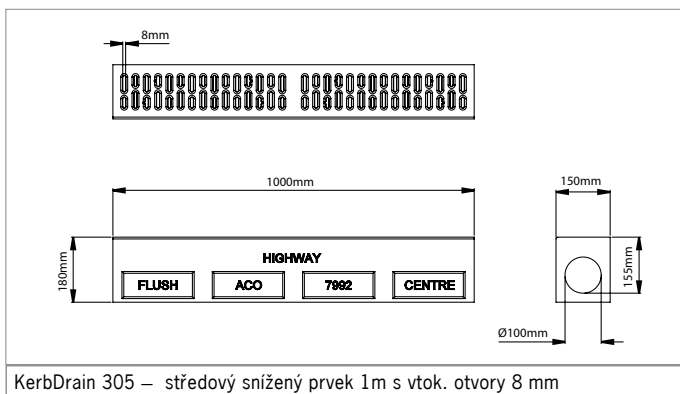 8mm
1000mm
150mm
180mm
HIGHWAY
FLUSH ACO 7992 CENTRE
155mm
Ø100mm
KerbDrain 305 – středový snížený prvek 1m s vtok. otvory 8 mm